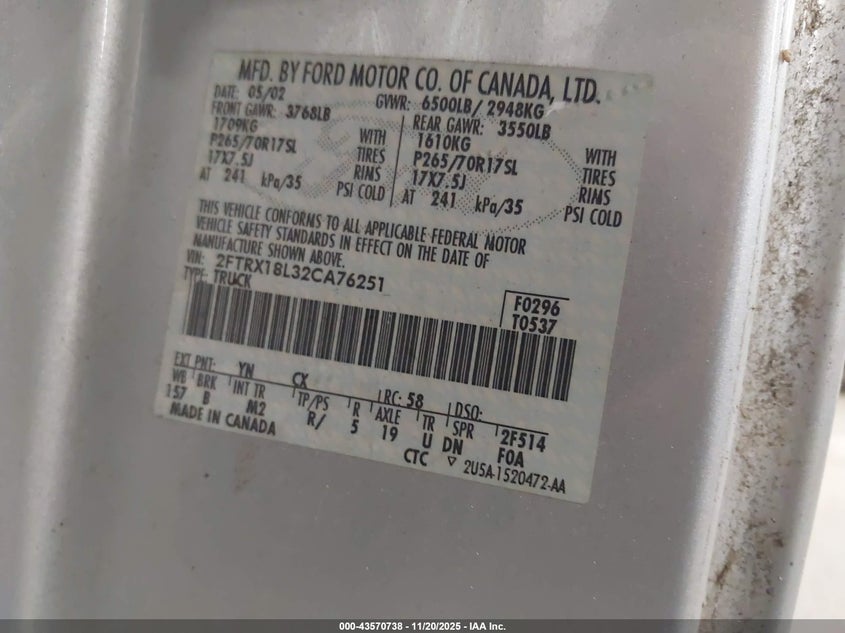 MFD. BY FORD MOTOR CO. OF CANADA, LTD.
DATE: 05/02 GVWR: 6500LB/ 2948KG
FRONT GAWR: 3768LB REAR GAWR: 3550LB
1709KG WITH 1610KG WITH
P265/70R17SL TIRES P265/70R17SL TIRES
17X7.5J RIMS 17X7.5J RIMS
AT 241 kPa/35 PSI COLD AT 241 kPa/35 PSI COLD
THIS VEHICLE CONFORMS TO ALL APPLICABLE FEDERAL MOTOR
VEHICLE SAFETY STANDARDS IN EFFECT ON THE DATE OF
MANUFACTURE SHOWN ABOVE.
VIN: 2FTRX18L32CA76251
TYPE: TRUCK
F0296
T0537
EXT PNT: YN CX RC: 58 DSO:
WB BRK INT TR TP/PS R AXLE TR SPR 2F514
157 B M2 R/ 5 19 U DN F0A
MADE IN CANADA CTC ▽ 2U5A-1520472-AA
000-43570738 - 11/20/2025 - IAA Inc.